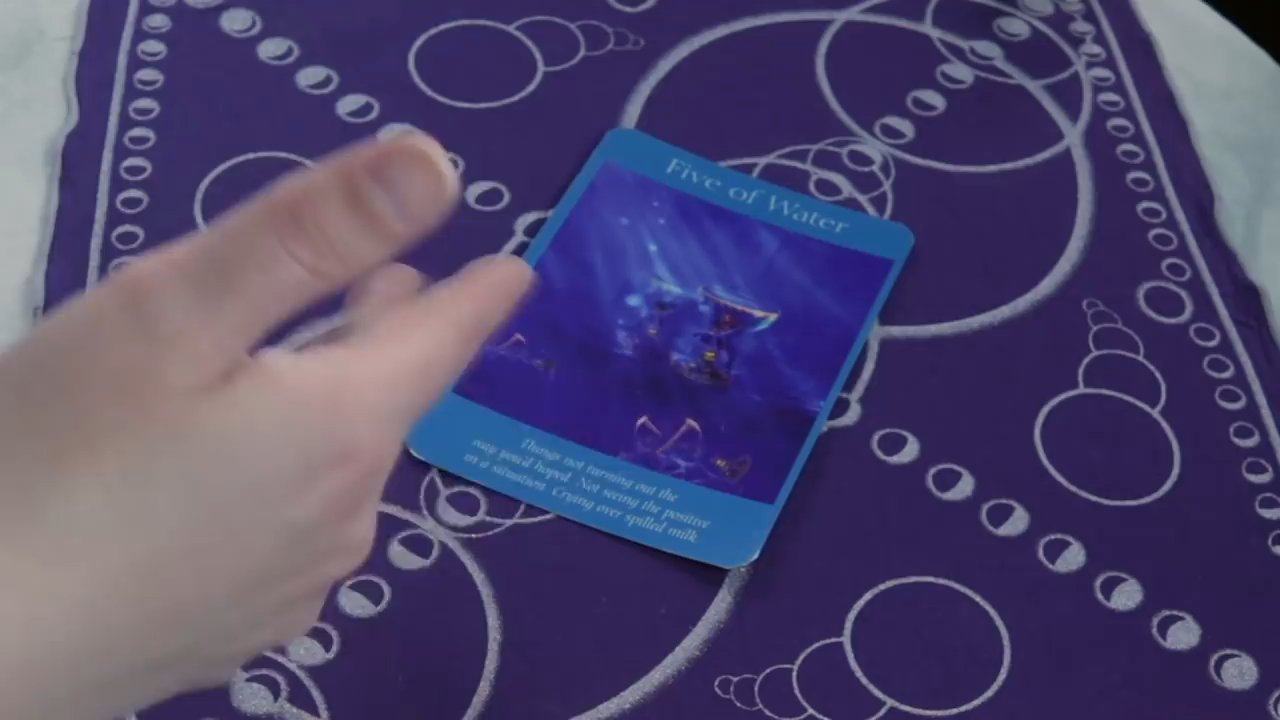 Five of Water
Things not turning out the
way you'd hoped. Not seeing the positive
in a situation. Crying over spilled milk.